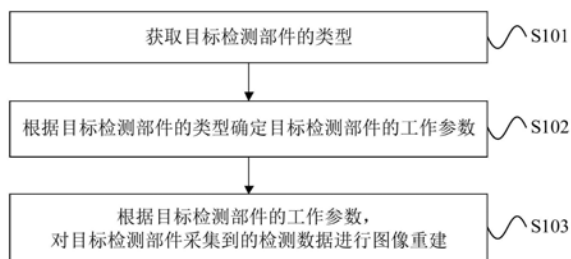 获取目标检测部件的类型
S101
根据目标检测部件的类型确定目标检测部件的工作参数
S102
根据目标检测部件的工作参数,
对目标检测部件采集到的检测数据进行图像重建
S103